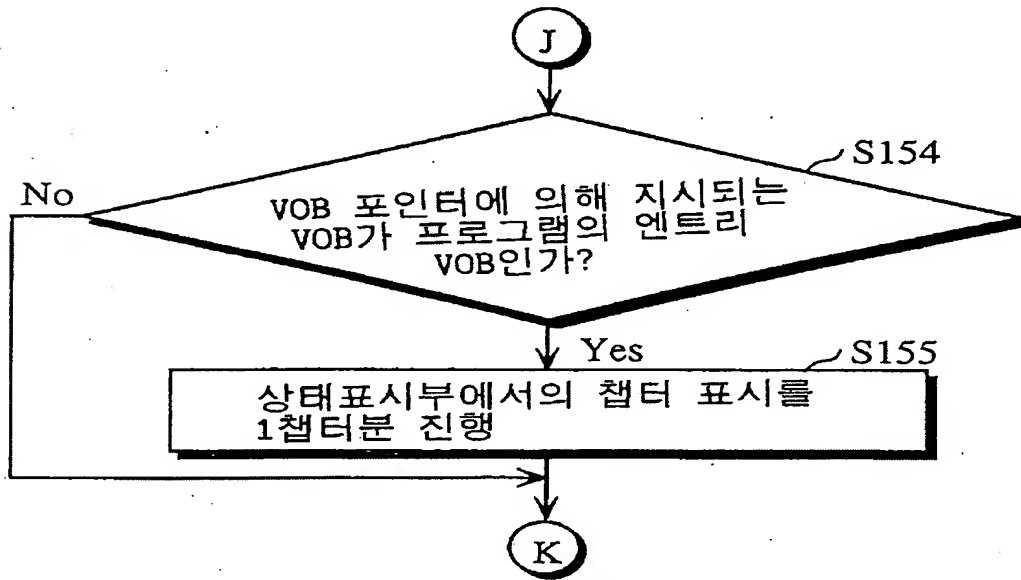 J
S154
No
VOB 포인터에 의해 지시되는
VOB가 프로그램의 엔트리
VOB인가?
Yes
S155
상태표시부에서의 챕터 표시를
1챕터분 진행
K